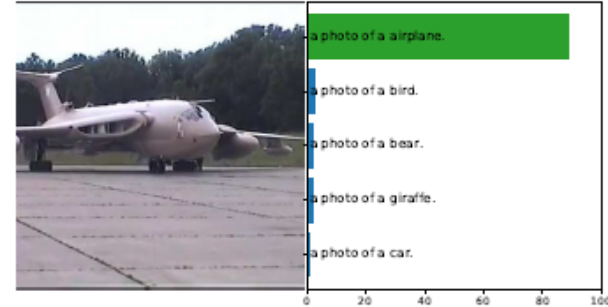 a photo of a airplane.
a photo of a bird.
a photo of a bear.
a photo of a giraffe.
a photo of a car.
0 20 40 60 80 100